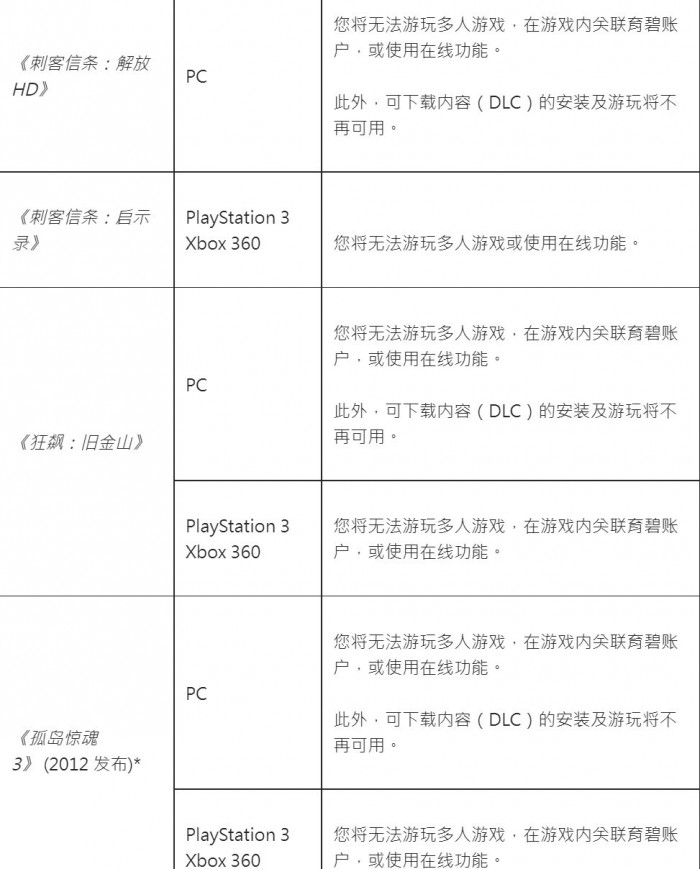 《刺客信条：解放
HD》
PC
您将无法游玩多人游戏，在游戏内关联育碧账
户，或使用在线功能。
此外，可下载内容（DLC）的安装及游玩将不
再可用。
《刺客信条：启示
录》
PlayStation 3
Xbox 360
您将无法游玩多人游戏或使用在线功能。
《狂飙：旧金山》
PC
您将无法游玩多人游戏，在游戏内关联育碧账
户，或使用在线功能。
此外，可下载内容（DLC）的安装及游玩将不
再可用。
PlayStation 3
Xbox 360
您将无法游玩多人游戏，在游戏内关联育碧账
户，或使用在线功能。
《孤岛惊魂
3》 (2012 发布)*
PC
您将无法游玩多人游戏，在游戏内关联育碧账
户，或使用在线功能。
此外，可下载内容（DLC）的安装及游玩将不
再可用。
PlayStation 3
Xbox 360
您将无法游玩多人游戏，在游戏内关联育碧账
户，或使用在线功能。